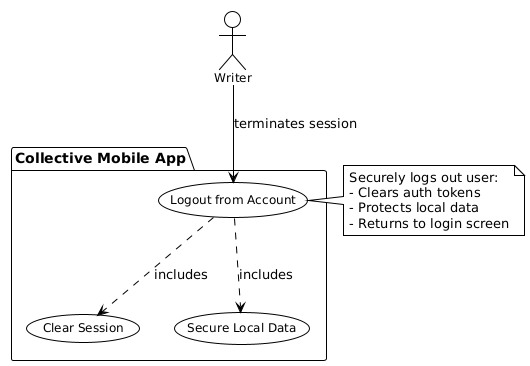 Writer
terminates session
Collective Mobile App
Logout from Account
Securely logs out user:
- Clears auth tokens
- Protects local data
- Returns to login screen
includes
includes
Clear Session
Secure Local Data